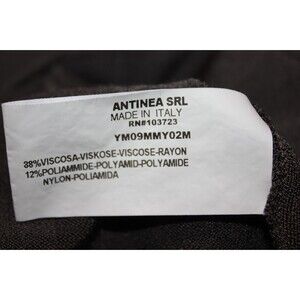 ANTINEA SRL
MADE IN ITALY
RN#103723
YM09MMY02M
38%VISCOSA-VISKOSE-VISCOSE-RAYON
12%POLIAMMIDE-POLYAMID-POLYAMIDE
NYLON-POLIAMIDA